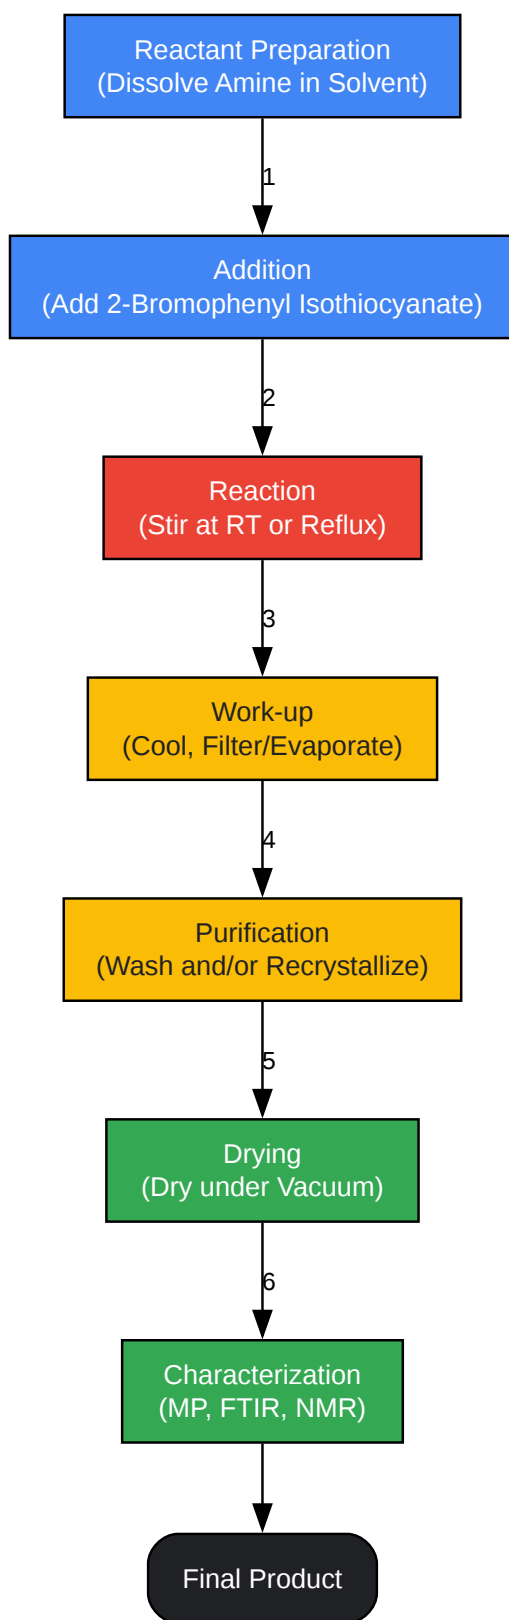 Reactant Preparation
(Dissolve Amine in Solvent)
1
Addition
(Add 2-Bromophenyl Isothiocyanate)
2
Reaction
(Stir at RT or Reflux)
3
Work-up
(Cool, Filter/Evaporate)
4
Purification
(Wash and/or Recrystallize)
5
Drying
(Dry under Vacuum)
6
Characterization
(MP, FTIR, NMR)
Final Product